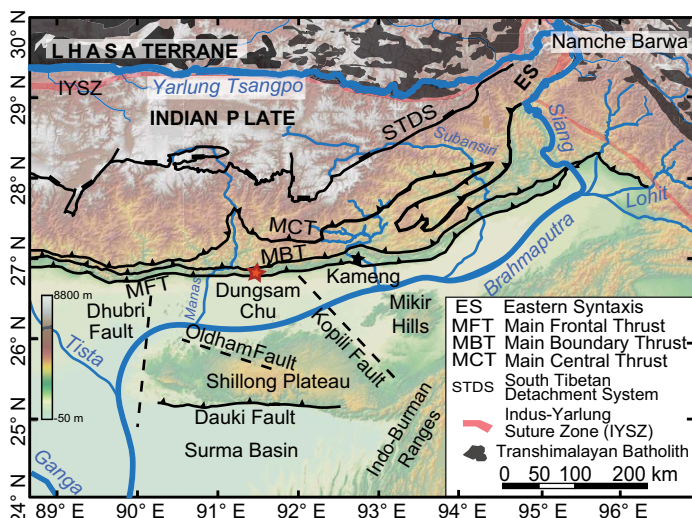 30° N
29° N
28° N
27° N
26° N
25° N
24° N
LHASA TERRANE
Namche Barwa
IYSZ
Yarlung Tsangpo
ES
INDIAN PLATE
STDS
Siang
Subansiri
Lohit
MCT
MBT
Brahmaputra
MFT
Kameng
Dungsam
Chu
Manas
Dhubri
Fault
Mikir
Hills
Kopili Fault
Oldham Fault
Tista
Shillong Plateau
Dauki Fault
Surma Basin
Indo-Burman
Ranges
Ganga
8800 m
-50 m
ES Eastern Syntaxis
MFT Main Frontal Thrust
MBT Main Boundary Thrust
MCT Main Central Thrust
STDS South Tibetan
Detachment System
Indus-Yarlung
Suture Zone (IYSZ)
Transhimalayan Batholith
0 50 100 200 km
89° E 90° E 91° E 92° E 93° E 94° E 95° E 96° E